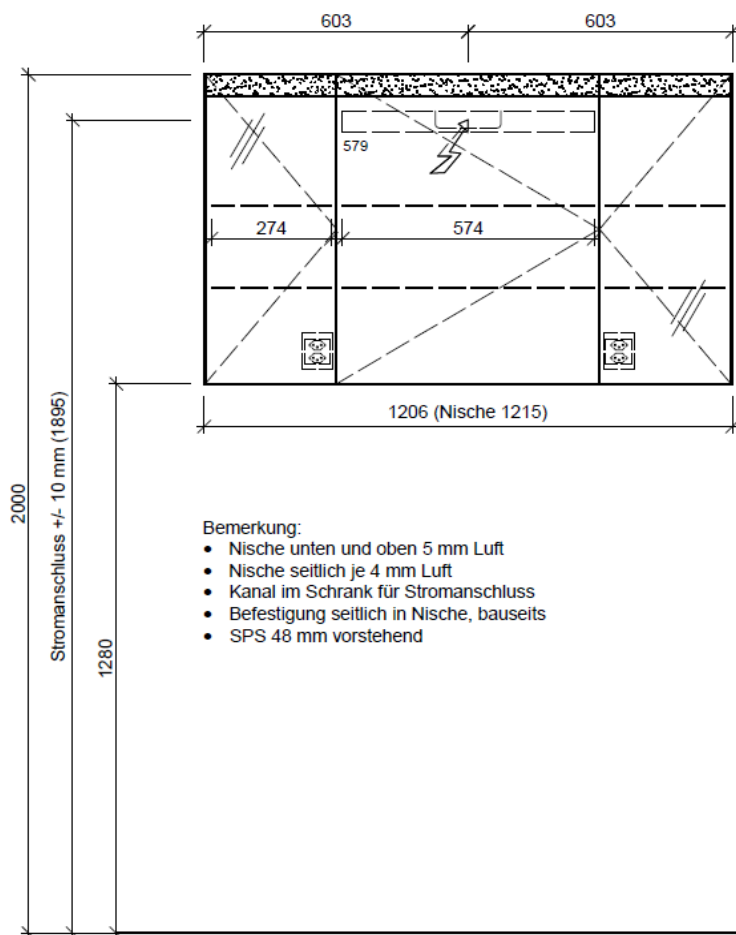 603 603
579
274 574
1206 (Nische 1215)
2000
Stromanschluss +/- 10 mm (1895)
1280
Bemerkung:
• Nische unten und oben 5 mm Luft
• Nische seitlich je 4 mm Luft
• Kanal im Schrank für Stromanschluss
• Befestigung seitlich in Nische, bauseits
• SPS 48 mm vorstehend